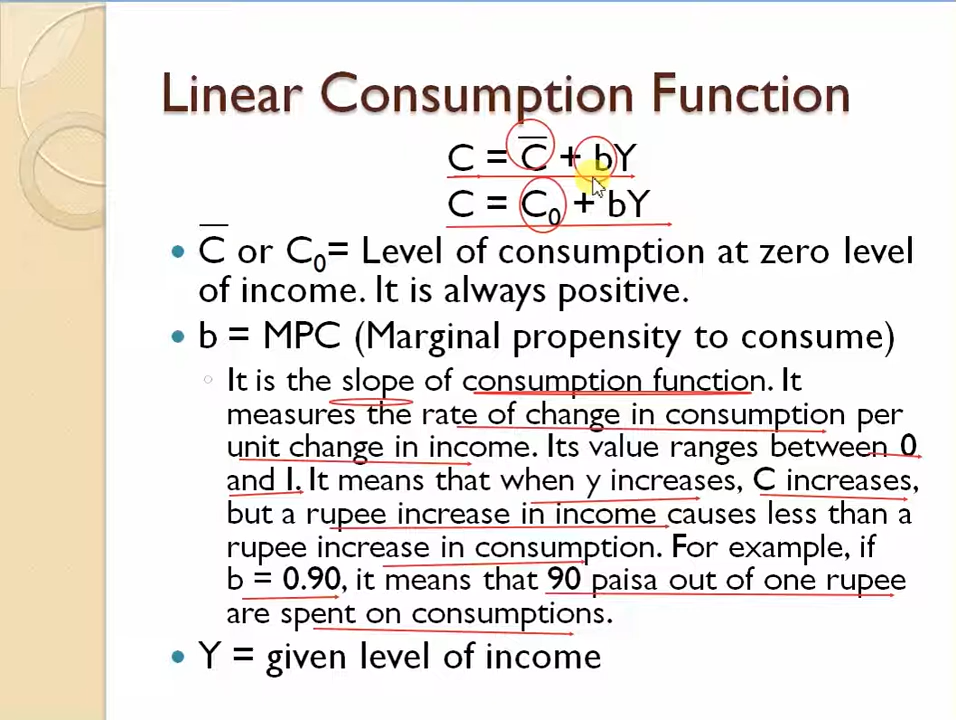 Linear Consumption Function
C = C̅ + bY
C = C₀ + bY
• C̅ or C₀= Level of consumption at zero level
of income. It is always positive.
• b = MPC (Marginal propensity to consume)
◦ It is the slope of consumption function. It
measures the rate of change in consumption per
unit change in income. Its value ranges between 0
and 1. It means that when y increases, C increases,
but a rupee increase in income causes less than a
rupee increase in consumption. For example, if
b = 0.90, it means that 90 paisa out of one rupee
are spent on consumptions.
• Y = given level of income